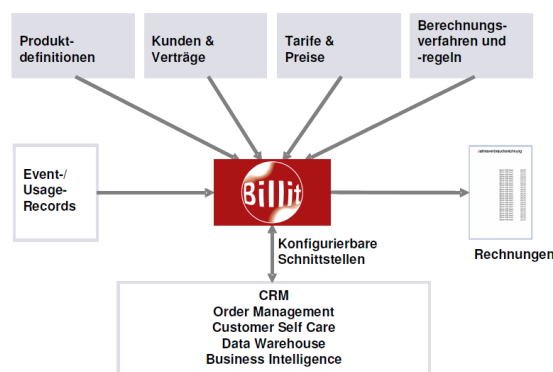 Produkt-
definitionen
Kunden &
Verträge
Tarife &
Preise
Berechnungs-
verfahren und
-regeln
Event-/
Usage-
Records
Billit
Konfigurierbare
Schnittstellen
Rechnungen
CRM
Order Management
Customer Self Care
Data Warehouse
Business Intelligence